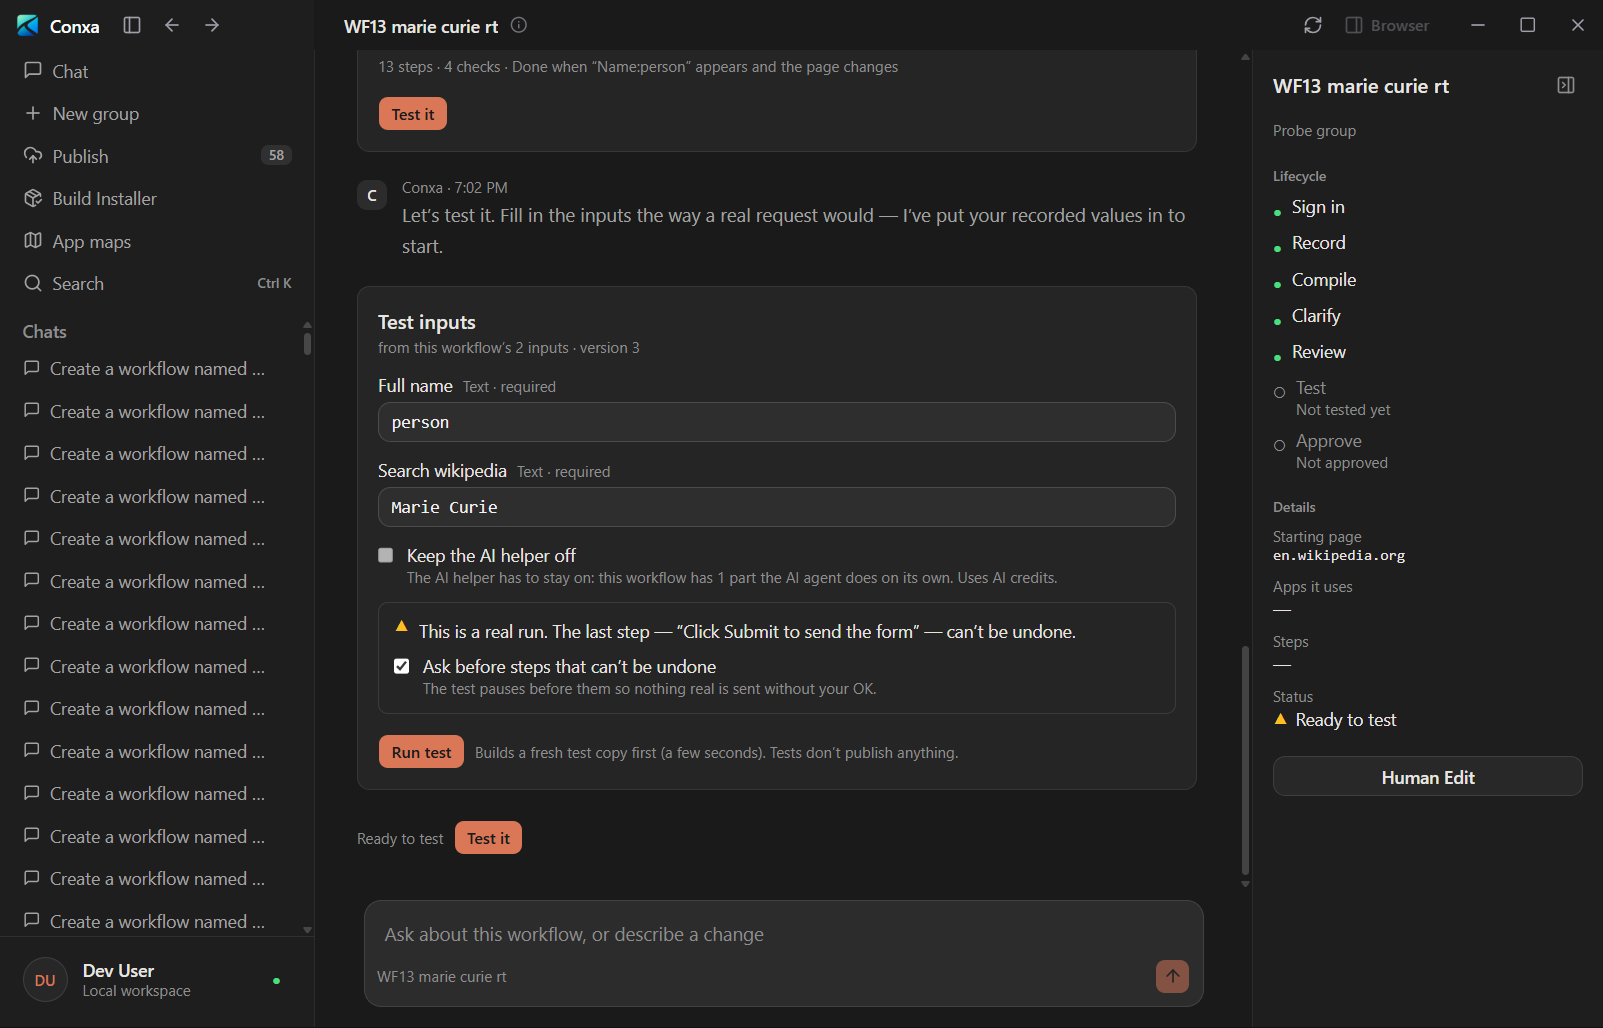 Conxa
Chat
New group
Publish
58
Build Installer
App maps
Search
Ctrl K
Chats
Create a workflow named ...
Create a workflow named ...
Create a workflow named ...
Create a workflow named ...
Create a workflow named ...
Create a workflow named ...
Create a workflow named ...
Create a workflow named ...
Create a workflow named ...
Create a workflow named ...
Create a workflow named ...
Create a workflow named ...
Create a workflow named ...
Create a workflow named ...
DU
Dev User
Local workspace
WF13 marie curie rt
Browser
13 steps · 4 checks · Done when “Name:person” appears and the page changes
Test it
C
Conxa · 7:02 PM
Let’s test it. Fill in the inputs the way a real request would — I’ve put your recorded values in to
start.
Test inputs
from this workflow’s 2 inputs · version 3
Full name Text · required
person
Search wikipedia Text · required
Marie Curie
Keep the AI helper off
The AI helper has to stay on: this workflow has 1 part the AI agent does on its own. Uses AI credits.
This is a real run. The last step — “Click Submit to send the form” — can’t be undone.
Ask before steps that can’t be undone
The test pauses before them so nothing real is sent without your OK.
Run test
Builds a fresh test copy first (a few seconds). Tests don’t publish anything.
Ready to test
Test it
Ask about this workflow, or describe a change
WF13 marie curie rt
WF13 marie curie rt
Probe group
Lifecycle
Sign in
Record
Compile
Clarify
Review
Test
Not tested yet
Approve
Not approved
Details
Starting page
en.wikipedia.org
Apps it uses
—
Steps
—
Status
Ready to test
Human Edit